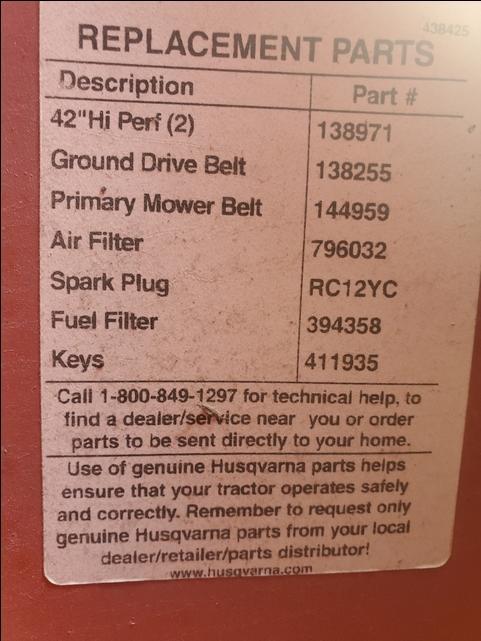 438425
REPLACEMENT PARTS
Description Part #
42"Hi Perf (2) 138971
Ground Drive Belt 138255
Primary Mower Belt 144959
Air Filter 796032
Spark Plug RC12YC
Fuel Filter 394358
Keys 411935
Call 1-800-849-1297 for technical help, to
find a dealer/service near you or order
parts to be sent directly to your home.
Use of genuine Husqvarna parts helps
ensure that your tractor operates safely
and correctly. Remember to request only
genuine Husqvarna parts from your local
dealer/retailer/parts distributor!
www.husqvarna.com